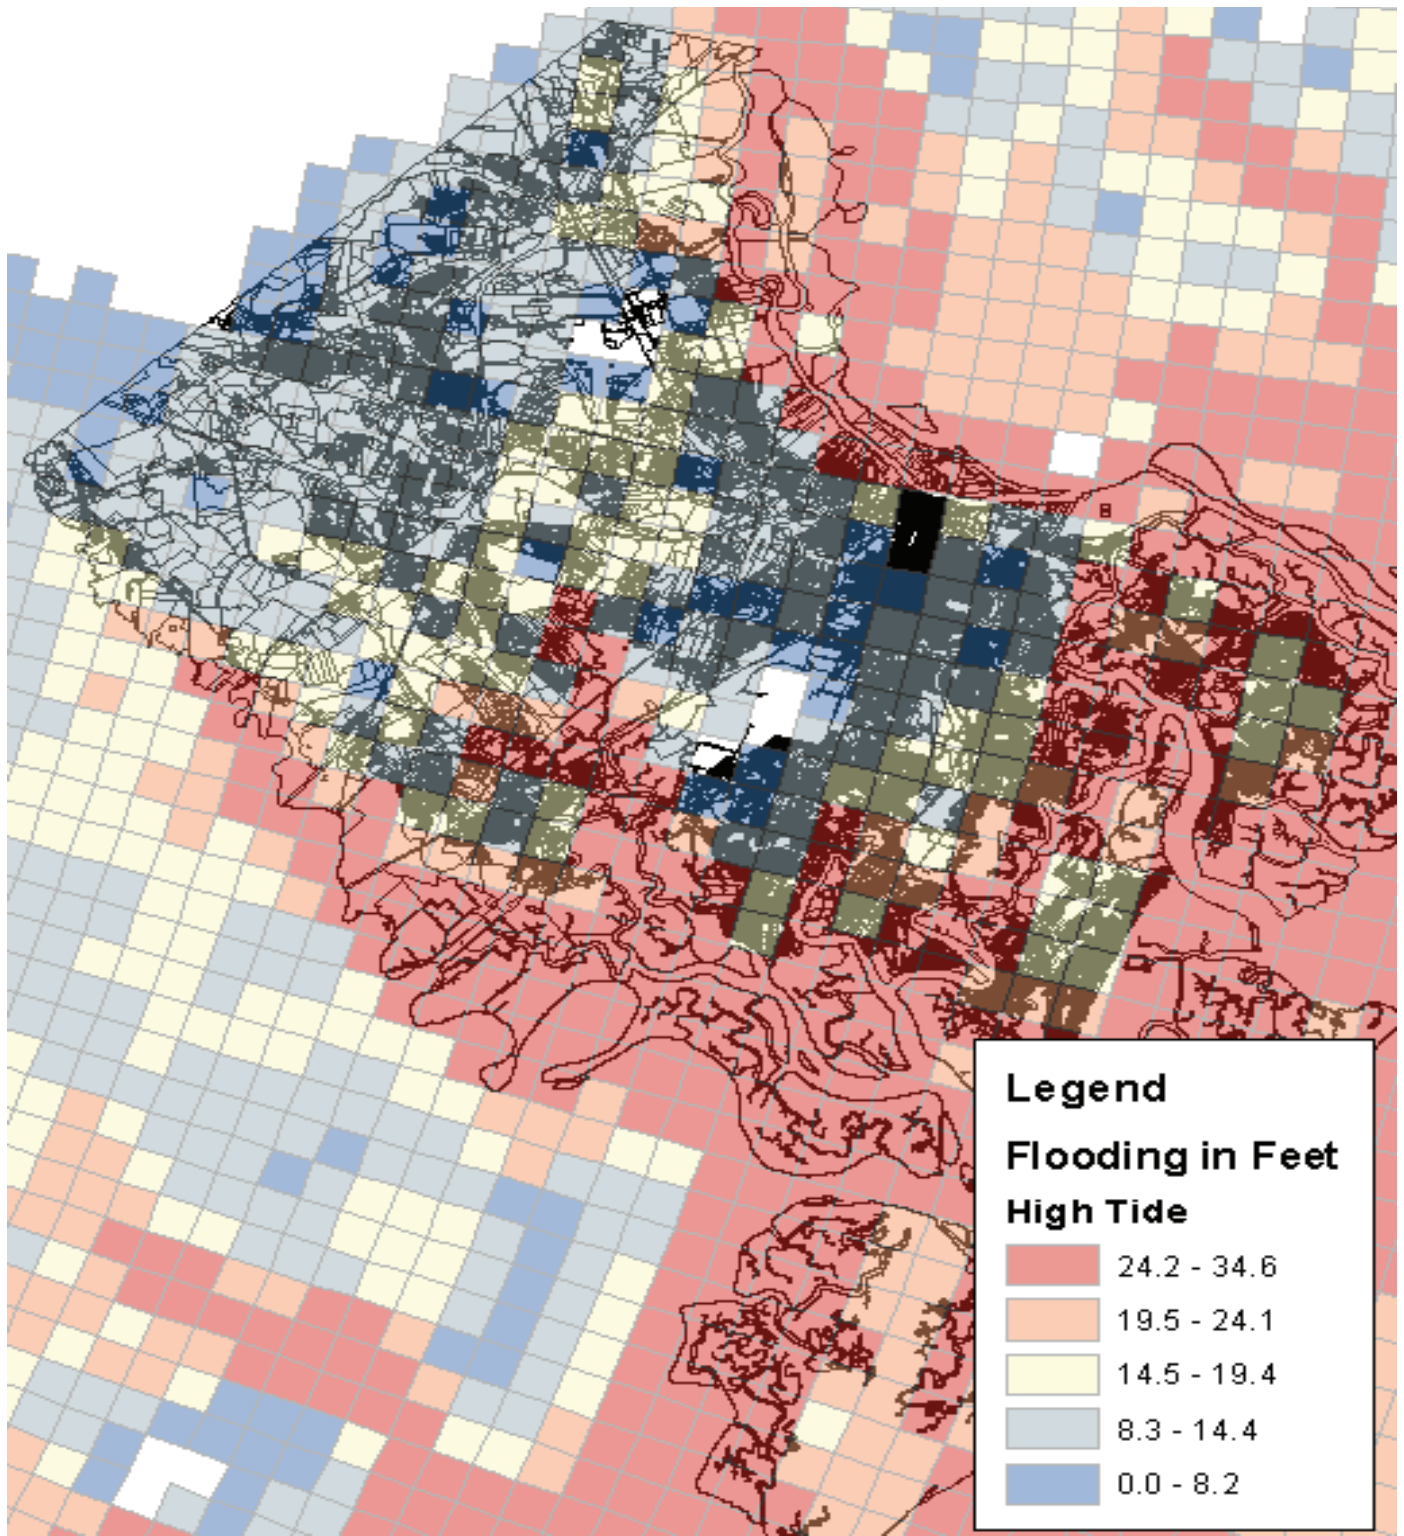 Legend
Flooding in Feet
High Tide
24.2 - 34.6
19.5 - 24.1
14.5 - 19.4
8.3 - 14.4
0.0 - 8.2